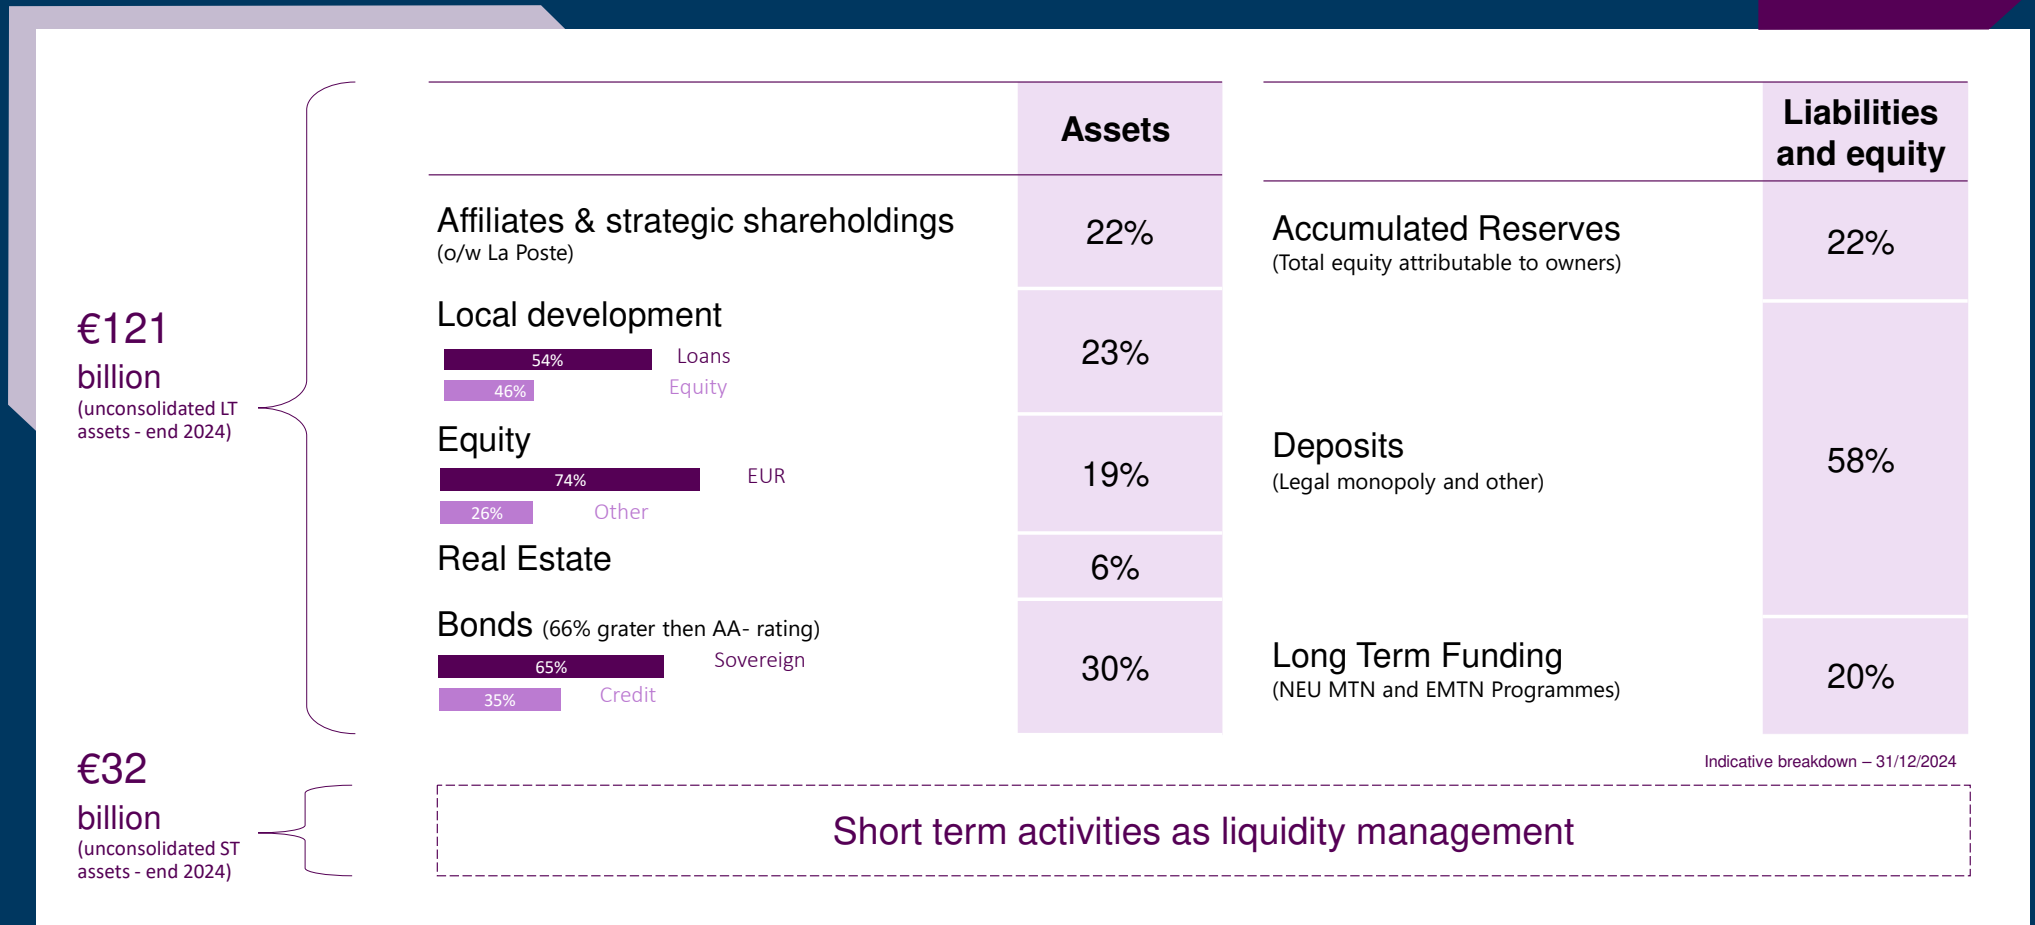 €121
billion
(unconsolidated LT
assets - end 2024)
Assets
Affiliates & strategic shareholdings
(o/w La Poste)
22%
Local development
54% Loans
46% Equity
23%
Equity
74% EUR
26% Other
19%
Real Estate
6%
Bonds (66% grater then AA- rating)
65% Sovereign
35% Credit
30%
Liabilities
and equity
Accumulated Reserves
(Total equity attributable to owners)
22%
Deposits
(Legal monopoly and other)
58%
Long Term Funding
(NEU MTN and EMTN Programmes)
20%
Indicative breakdown – 31/12/2024
€32
billion
(unconsolidated ST
assets - end 2024)
Short term activities as liquidity management